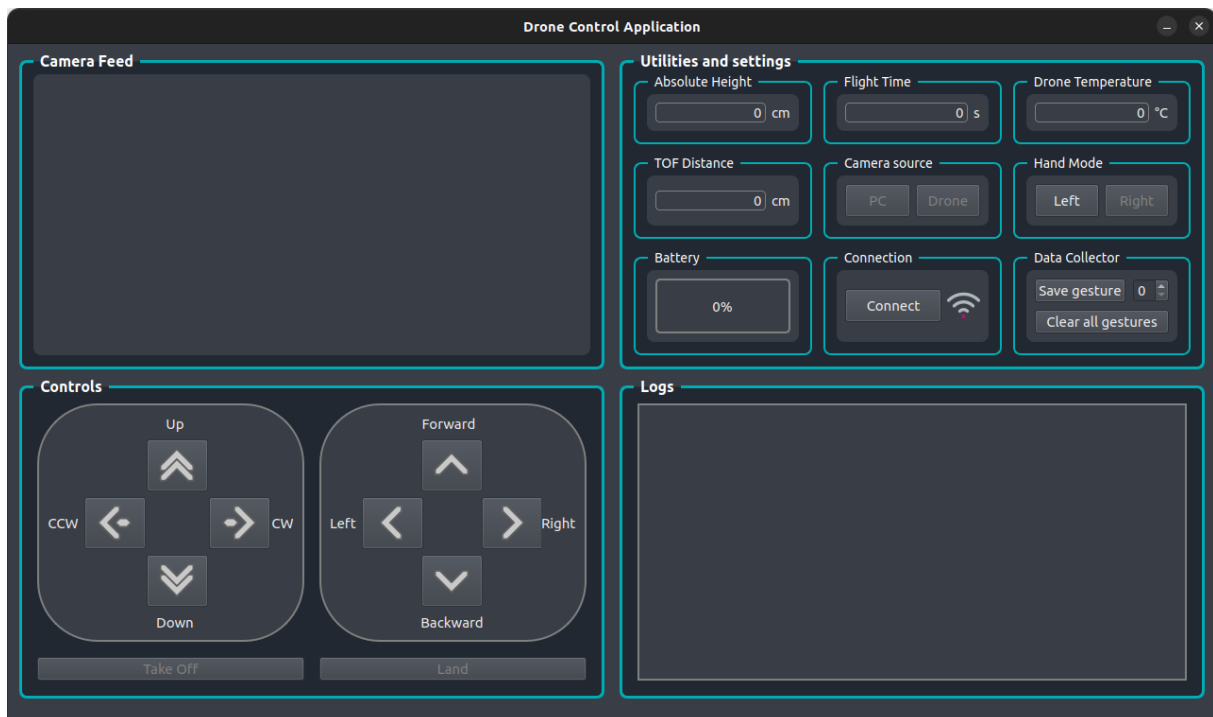 Drone Control Application
Camera Feed
Utilities and settings
Absolute Height
0 cm
Flight Time
0 s
Drone Temperature
0 °C
TOF Distance
0 cm
Camera source
PC Drone
Hand Mode
Left Right
Battery
0%
Connection
Connect
Data Collector
Save gesture 0
Clear all gestures
Controls
Up
CCW CW
Down
Forward
Left Right
Backward
Take Off
Land
Logs